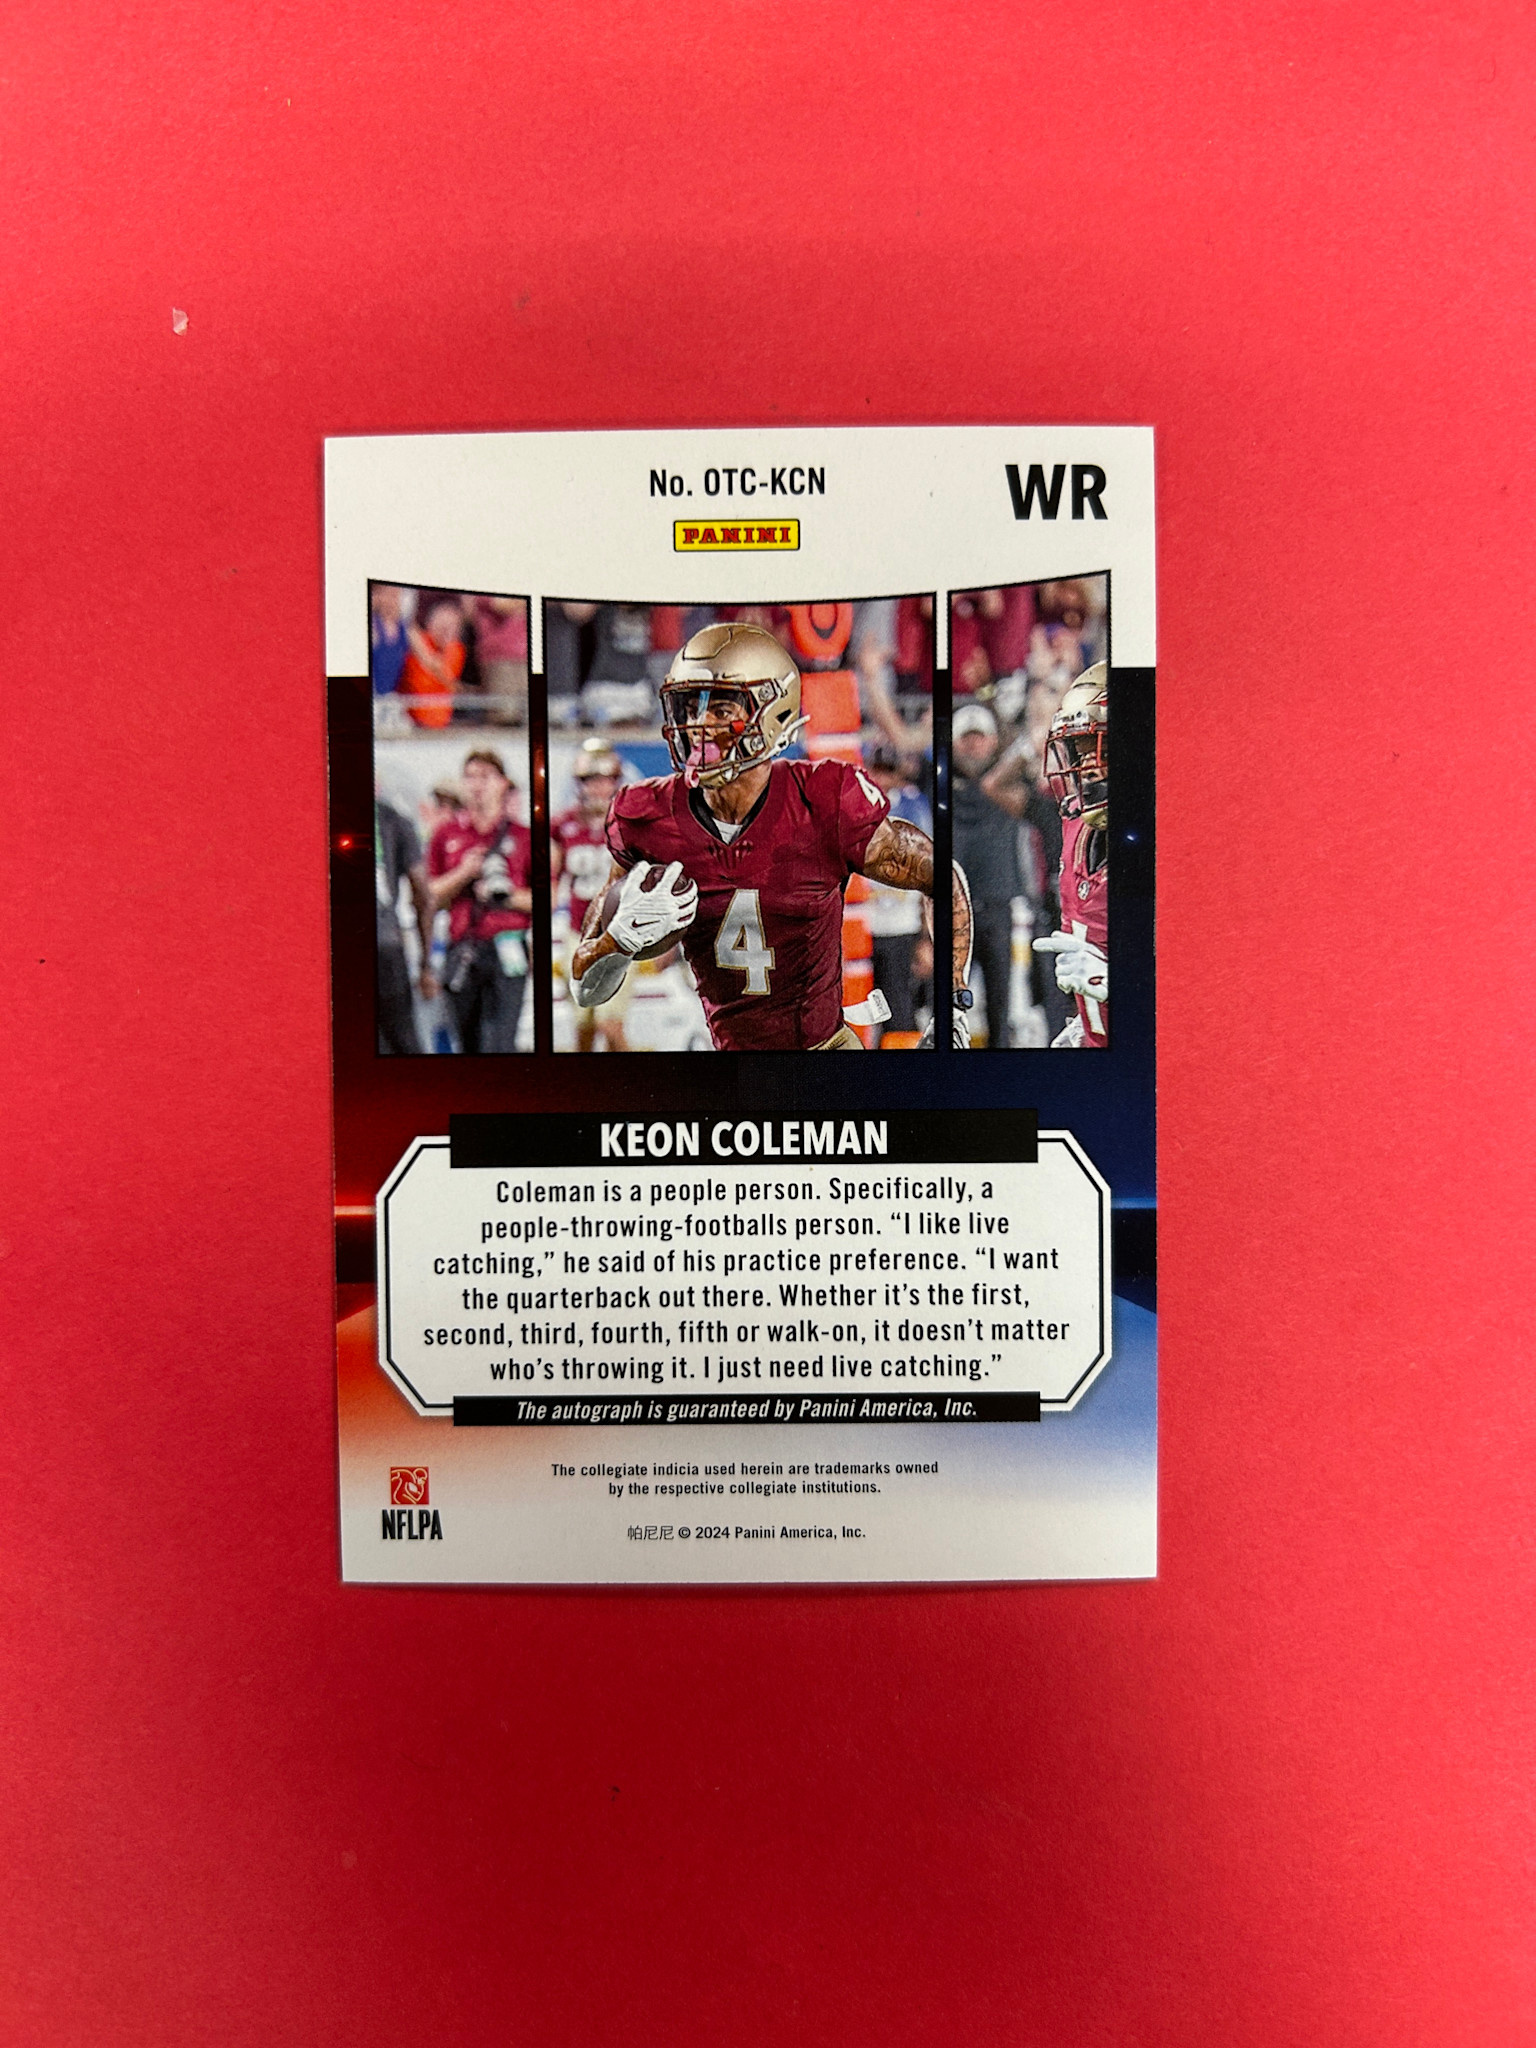 No. OTC-KCN
WR
PANINI
4
4
KEON COLEMAN
Coleman is a people person. Specifically, a
people-throwing-footballs person. “I like live
catching,” he said of his practice preference. “I want
the quarterback out there. Whether it’s the first,
second, third, fourth, fifth or walk-on, it doesn’t matter
who’s throwing it. I just need live catching.”
The autograph is guaranteed by Panini America, Inc.
The collegiate indicia used herein are trademarks owned
by the respective collegiate institutions.
NFLPA
帕尼尼 © 2024 Panini America, Inc.